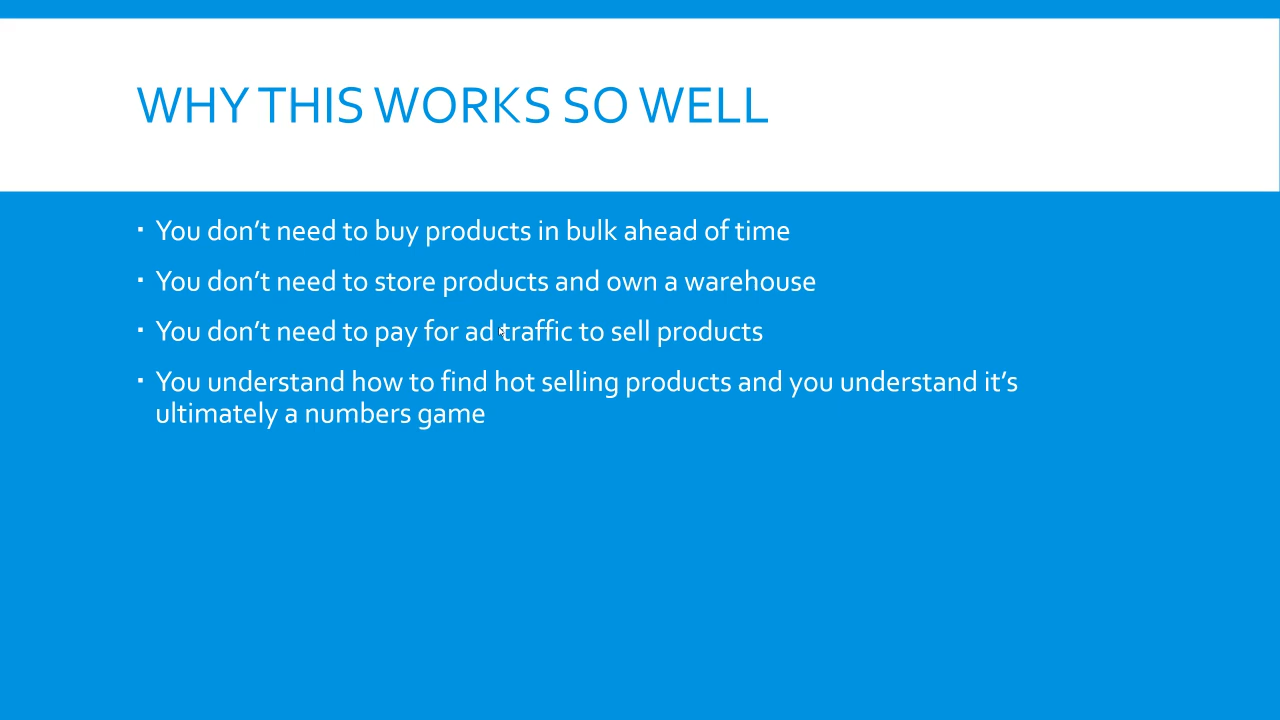 WHY THIS WORKS SO WELL
▪ You don’t need to buy products in bulk ahead of time
▪ You don’t need to store products and own a warehouse
▪ You don’t need to pay for ad traffic to sell products
▪ You understand how to find hot selling products and you understand it’s
ultimately a numbers game